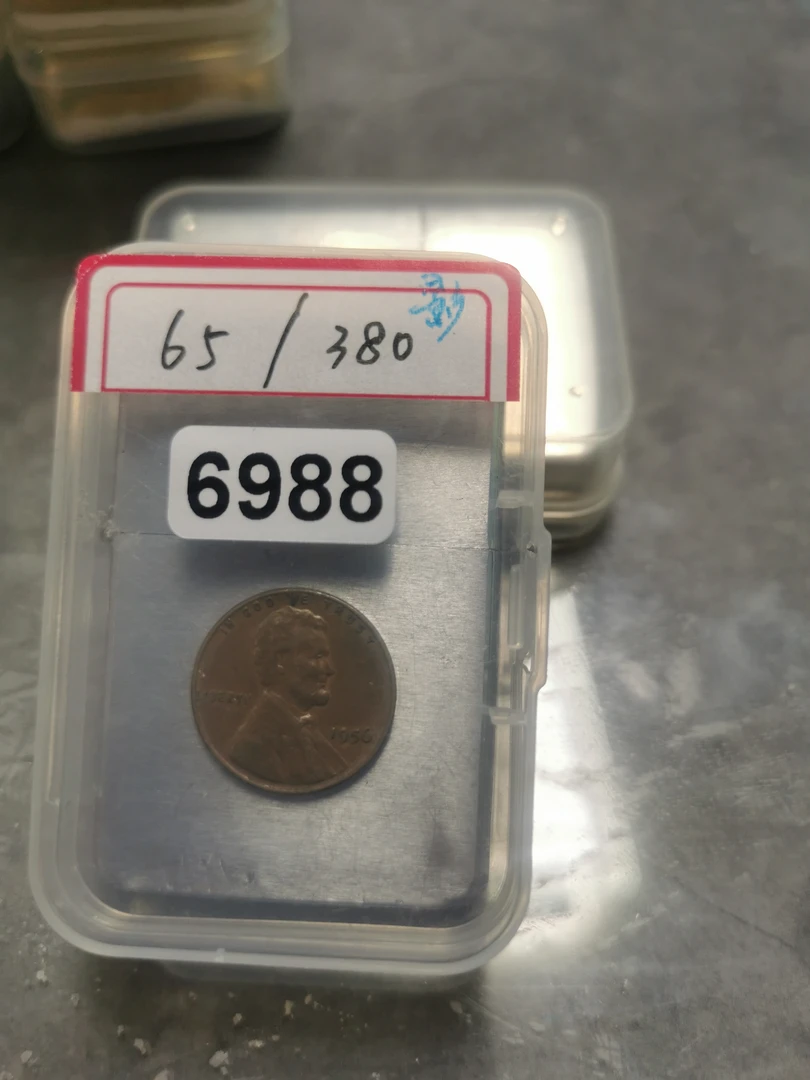 65 / 380
6988
IN GOD WE TRUST
LIBERTY
1956